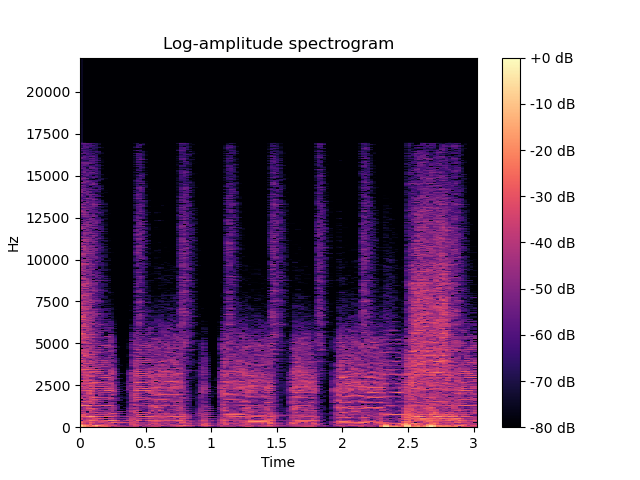 Log-amplitude spectrogram
Hz
20000
17500
15000
12500
10000
7500
5000
2500
0
0 0.5 1 1.5 2 2.5 3
Time
+0 dB
-10 dB
-20 dB
-30 dB
-40 dB
-50 dB
-60 dB
-70 dB
-80 dB